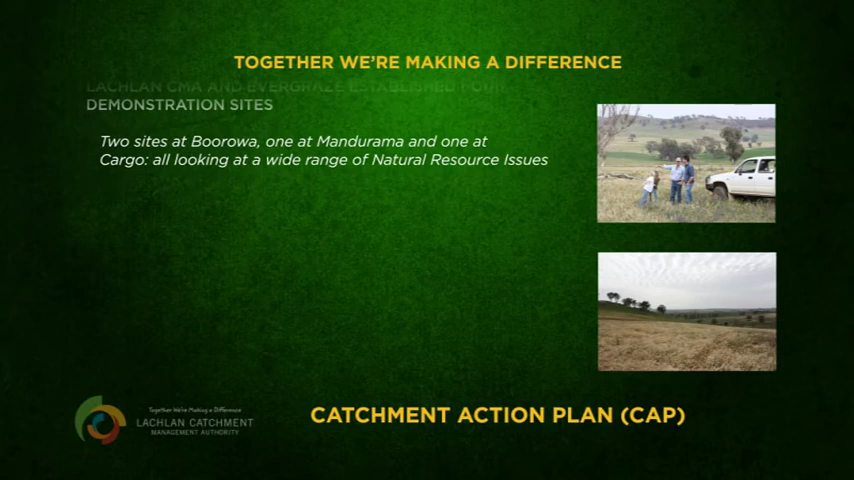 TOGETHER WE'RE MAKING A DIFFERENCE
LACHLAN CMA AND EVERGRAZE ESTABLISHED FOUR
DEMONSTRATION SITES
Two sites at Boorowa, one at Mandurama and one at
Cargo: all looking at a wide range of Natural Resource Issues
Together We're Making a Difference
LACHLAN CATCHMENT
MANAGEMENT AUTHORITY
CATCHMENT ACTION PLAN (CAP)